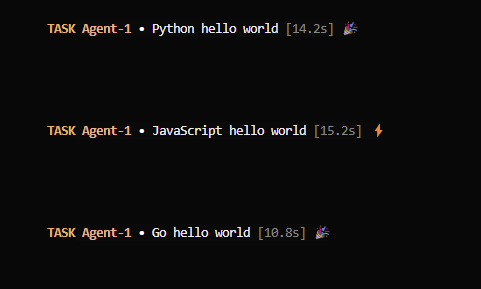 TASK Agent-1 • Python hello world [14.2s] 🎉
TASK Agent-1 • JavaScript hello world [15.2s] ⚡
TASK Agent-1 • Go hello world [10.8s] 🎉